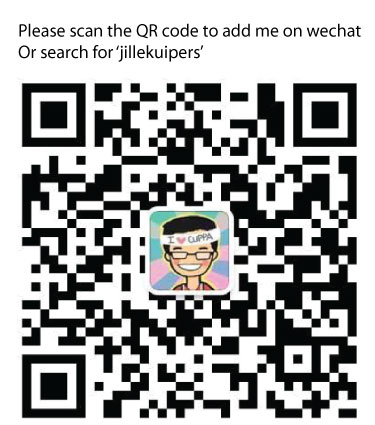 Please scan the QR code to add me on wechat
Or search for 'jillekuipers'
I ♥ CUPPA